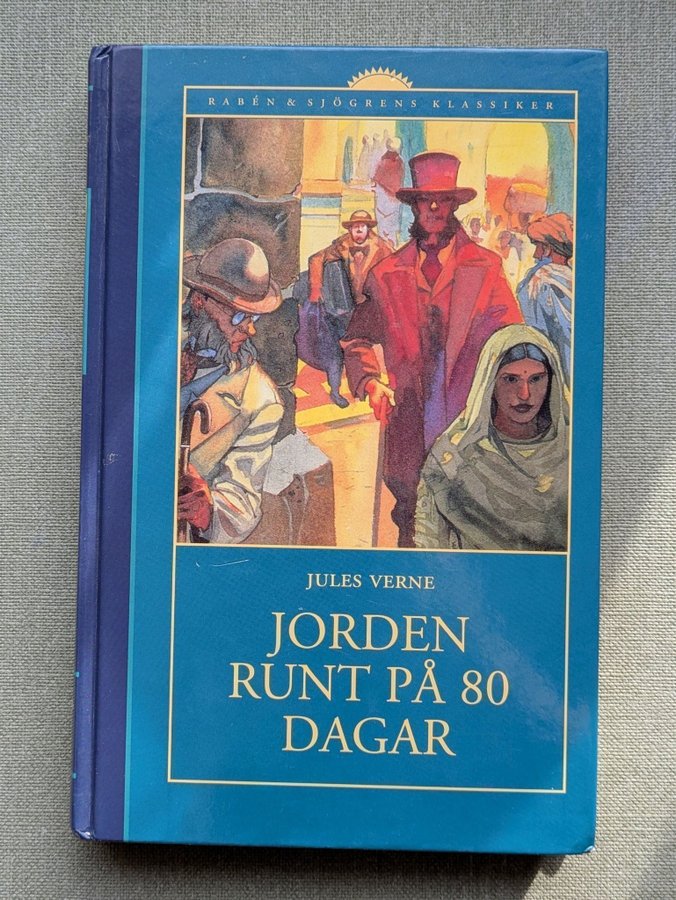 RABÉN & SJÖGRENS KLASSIKER
JULES VERNE
JORDEN
RUNT PÅ 80
DAGAR